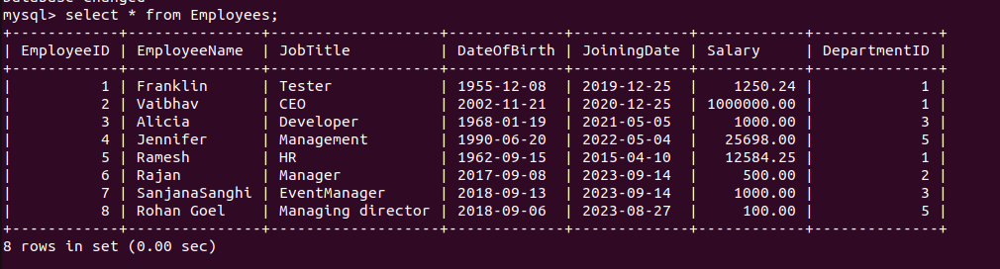 Database changed
mysql> select * from Employees;
+------------+---------------+-------------------+-------------+-------------+------------+--------------+
| EmployeeID | EmployeeName  | JobTitle          | DateOfBirth | JoiningDate | Salary     | DepartmentID |
+------------+---------------+-------------------+-------------+-------------+------------+--------------+
|          1 | Franklin      | Tester            | 1955-12-08  | 2019-12-25  |    1250.24 |            1 |
|          2 | Vaibhav       | CEO               | 2002-11-21  | 2020-12-25  | 1000000.00 |            1 |
|          3 | Alicia        | Developer         | 1968-01-19  | 2021-05-05  |    1000.00 |            3 |
|          4 | Jennifer      | Management        | 1990-06-20  | 2022-05-04  |   25698.00 |            5 |
|          5 | Ramesh        | HR                | 1962-09-15  | 2015-04-10  |   12584.25 |            1 |
|          6 | Rajan         | Manager           | 2017-09-08  | 2023-09-14  |     500.00 |            2 |
|          7 | SanjanaSanghi | EventManager      | 2018-09-13  | 2023-09-14  |    1000.00 |            3 |
|          8 | Rohan Goel    | Managing director | 2018-09-06  | 2023-08-27  |     100.00 |            5 |
+------------+---------------+-------------------+-------------+-------------+------------+--------------+
8 rows in set (0.00 sec)